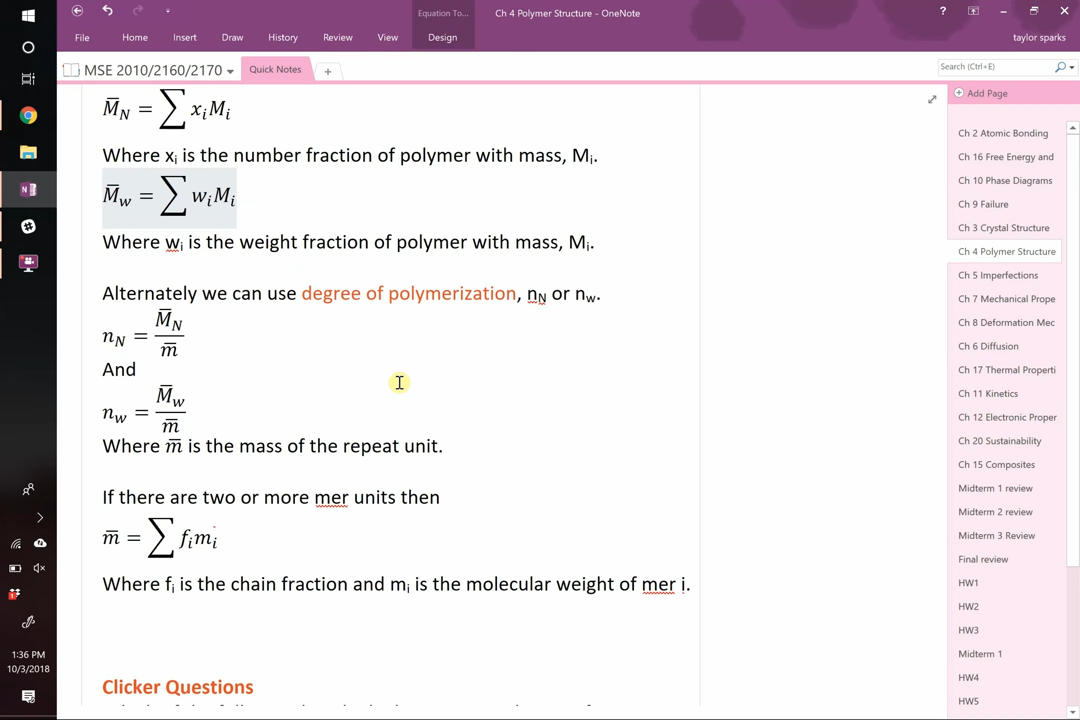 Equation To...
Ch 4 Polymer Structure - OneNote
?
File
Home
Insert
Draw
History
Review
View
Design
taylor sparks
MSE 2010/2160/2170
Quick Notes
+
Search (Ctrl+E)
Add Page
M̄_N = ∑ x_i M_i
Where x_i is the number fraction of polymer with mass, M_i.
M̄_w = ∑ w_i M_i
Where w_i is the weight fraction of polymer with mass, M_i.
Alternately we can use degree of polymerization, n_N or n_w.
n_N = M̄_N / m̄
And
n_w = M̄_w / m̄
Where m̄ is the mass of the repeat unit.
If there are two or more mer units then
m̄ = ∑ f_i m_i
Where f_i is the chain fraction and m_i is the molecular weight of mer i.
Clicker Questions
Ch 2 Atomic Bonding
Ch 16 Free Energy and
Ch 10 Phase Diagrams
Ch 9 Failure
Ch 3 Crystal Structure
Ch 4 Polymer Structure
Ch 5 Imperfections
Ch 7 Mechanical Prope
Ch 8 Deformation Mec
Ch 6 Diffusion
Ch 17 Thermal Properti
Ch 11 Kinetics
Ch 12 Electronic Proper
Ch 20 Sustainability
Ch 15 Composites
Midterm 1 review
Midterm 2 review
Midterm 3 Review
Final review
HW1
HW2
HW3
Midterm 1
HW4
HW5
1:36 PM
10/3/2018